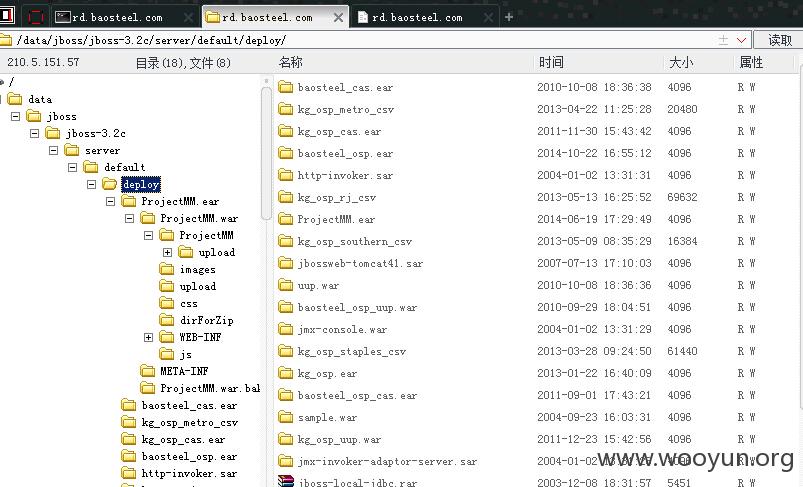 rd.baosteel.com
rd.baosteel.com
rd.baosteel.com
/data/jboss/jboss-3.2c/server/default/deploy/
读取
210.5.151.57
目录(18),文件(8)
名称
时间
大小
属性
/
data
jboss
jboss-3.2c
server
default
deploy
ProjectMM.ear
ProjectMM.war
ProjectMM
upload
images
upload
css
dirForZip
WEB-INF
js
META-INF
ProjectMM.war.bak
baosteel_cas.ear
kg_osp_metro_csv
kg_osp_cas.ear
baosteel_osp.ear
http-invoker.sar
baosteel_cas.ear 2010-10-08 18:36:38 4096 R W
kg_osp_metro_csv 2013-04-22 11:25:28 20480 R W
kg_osp_cas.ear 2011-11-30 15:43:42 4096 R W
baosteel_osp.ear 2014-10-22 16:55:12 4096 R W
http-invoker.sar 2004-01-02 13:31:31 4096 R W
kg_osp_rj_csv 2013-05-13 16:25:52 69632 R W
ProjectMM.ear 2014-06-19 17:29:49 4096 R W
kg_osp_southern_csv 2013-05-09 08:35:29 16384 R W
jbossweb-tomcat41.sar 2007-07-13 17:10:03 4096 R W
uup.war 2010-10-08 18:36:36 4096 R W
baosteel_osp_uup.war 2010-09-29 18:04:51 4096 R W
jmx-console.war 2004-01-02 13:31:29 4096 R W
kg_osp_staples_csv 2013-03-28 09:24:50 61440 R W
kg_osp.ear 2013-01-22 16:40:09 4096 R W
baosteel_osp_cas.ear 2011-09-01 17:43:21 4096 R W
sample.war 2004-09-23 16:03:31 4096 R W
kg_osp_uup.war 2011-12-23 15:42:56 4096 R W
jmx-invoker-adaptor-server.sar 2004-01-02 4096 R W
jboss-local-jdbc.rar 2003-12-08 18:31:57 5451 R W
www.wooyun.org